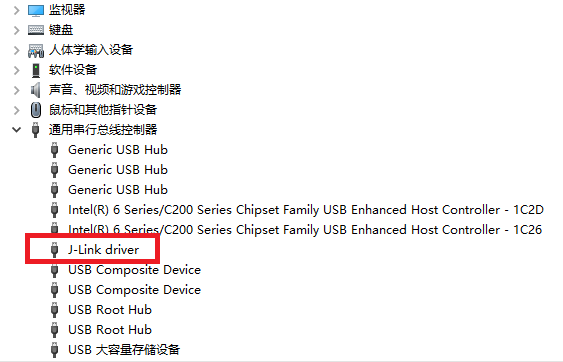 监视器
键盘
人体学输入设备
软件设备
声音、视频和游戏控制器
鼠标和其他指针设备
通用串行总线控制器
Generic USB Hub
Generic USB Hub
Generic USB Hub
Intel(R) 6 Series/C200 Series Chipset Family USB Enhanced Host Controller - 1C2D
Intel(R) 6 Series/C200 Series Chipset Family USB Enhanced Host Controller - 1C26
J-Link driver
USB Composite Device
USB Composite Device
USB Root Hub
USB Root Hub
USB 大容量存储设备